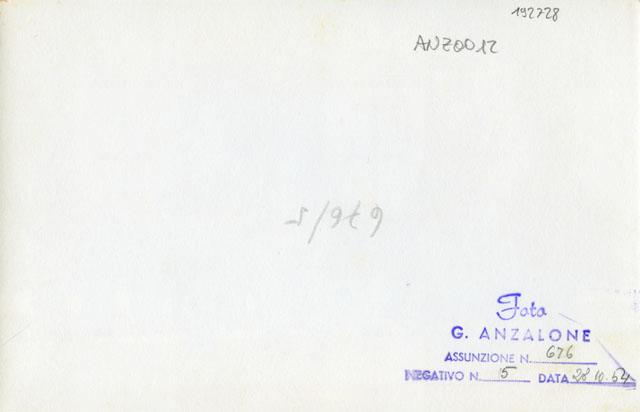 192728
ANZ0012
676/5
Foto
G. ANZALONE
ASSUNZIONE N. 676
NEGATIVO N. 5 DATA 28 10.54